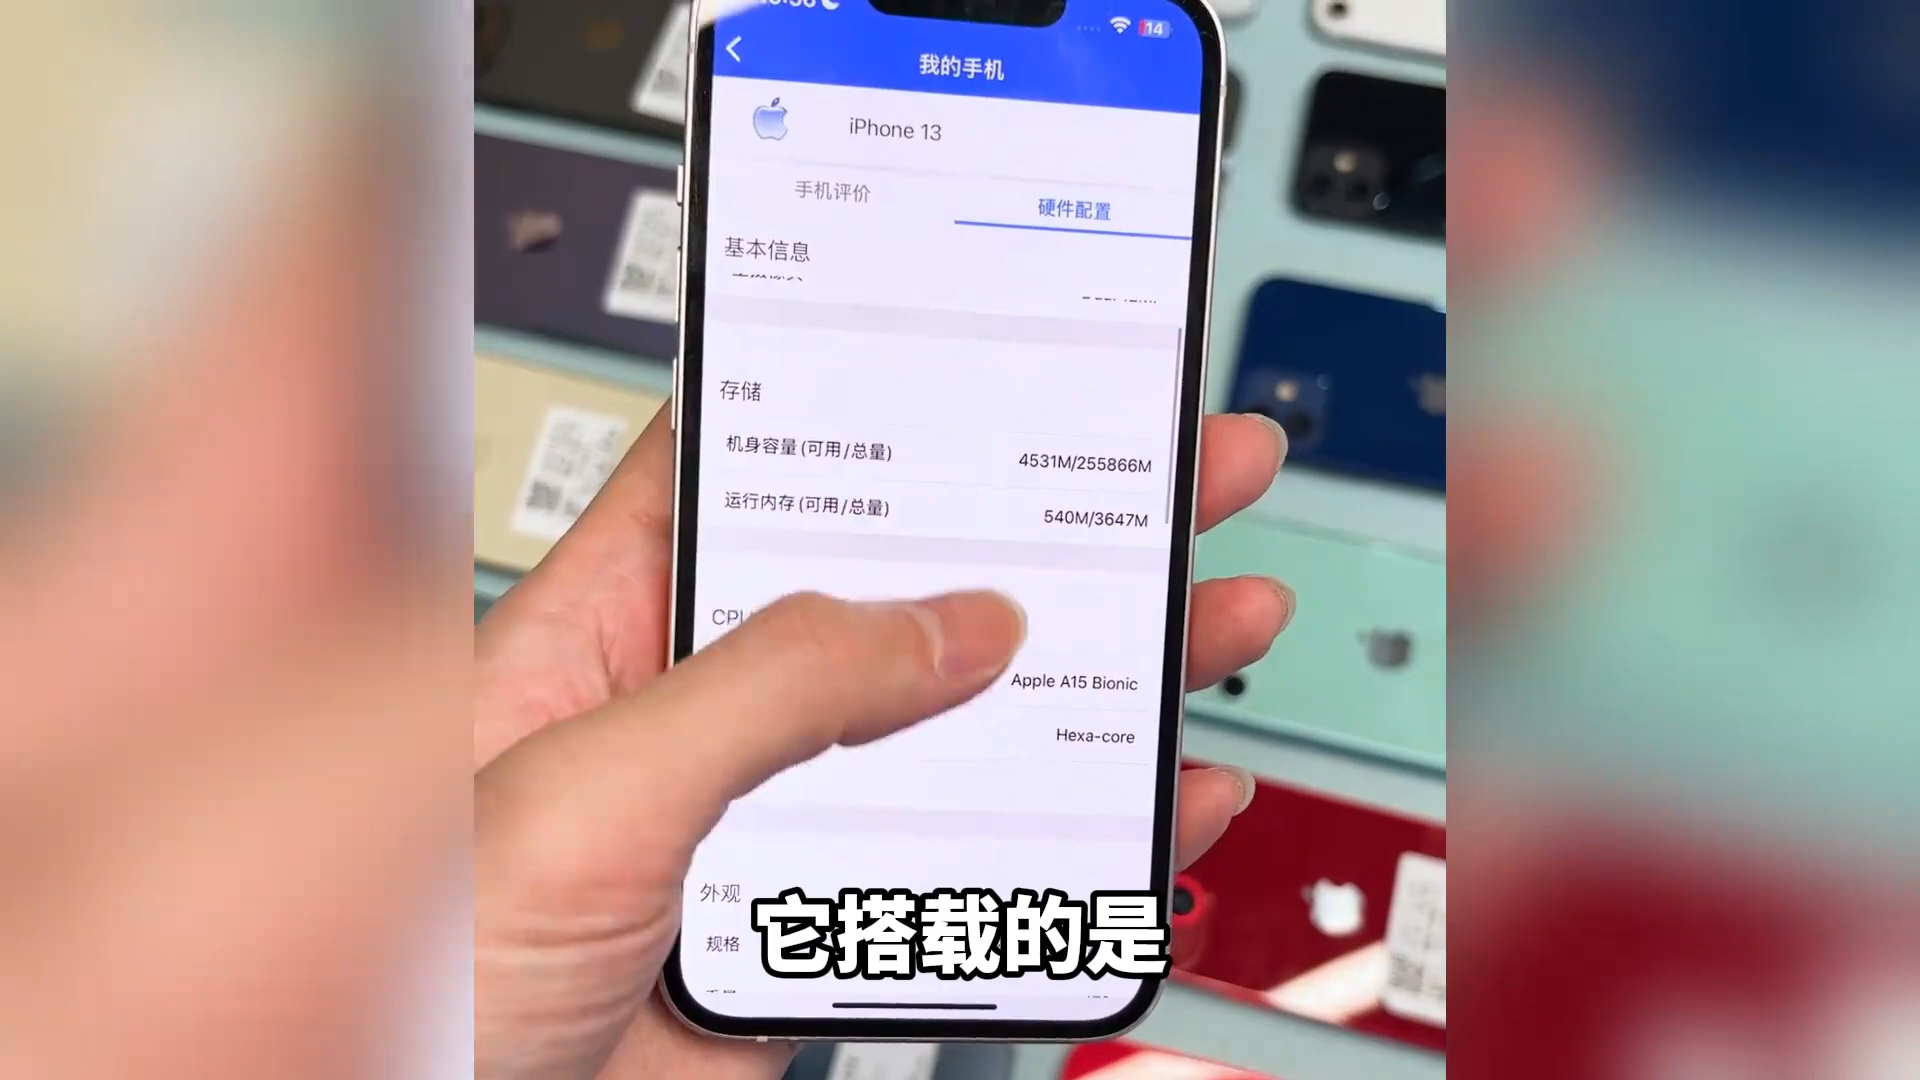 14
我的手机
iPhone 13
手机评价
硬件配置
基本信息
存储
机身容量(可用/总量)
4531M/255866M
运行内存(可用/总量)
540M/3647M
CPU
Apple A15 Bionic
Hexa-core
外观
规格
它搭载的是